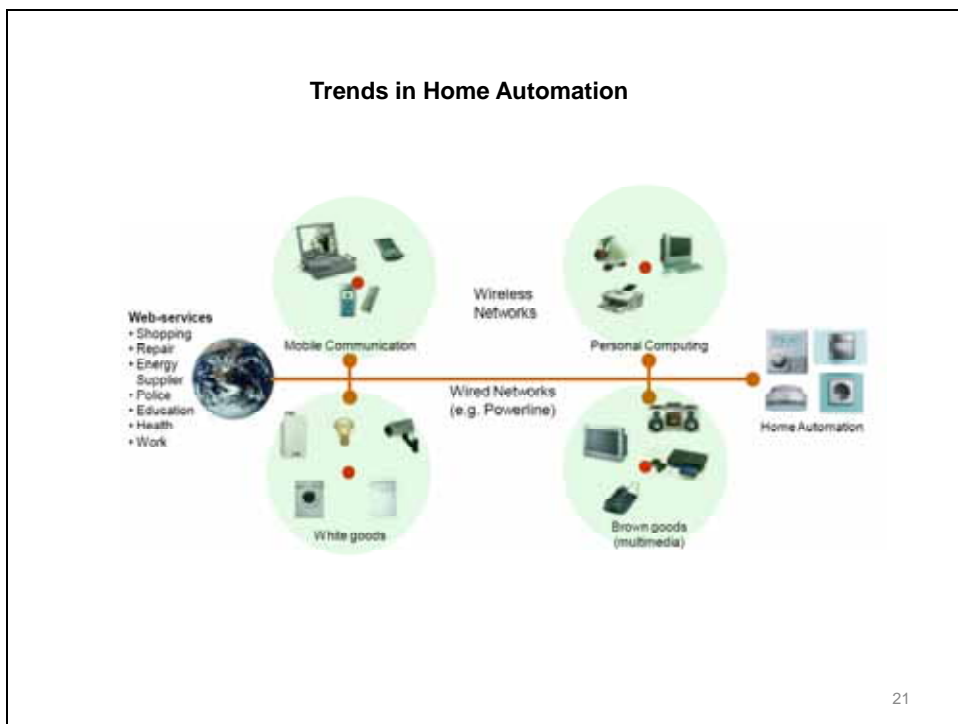 Trends in Home Automation
Wireless
Networks
Web-services
• Shopping
• Repair
• Energy
Supplier
• Police
• Education
• Health
• Work
Mobile Communication
Personal Computing
Wired Networks
(e.g. Powerline)
Home Automation
White goods
Brown goods
(multimedia)
21